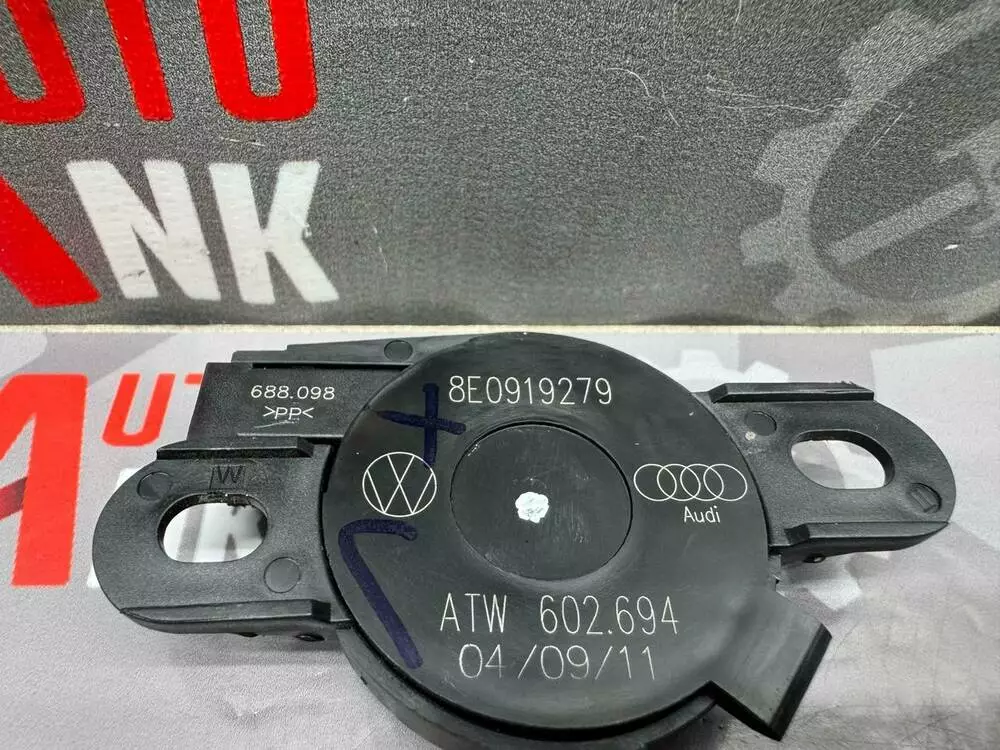 NK
688.098
>PP<
W
8E0919279
Audi
ATW 602.694
04/09/11